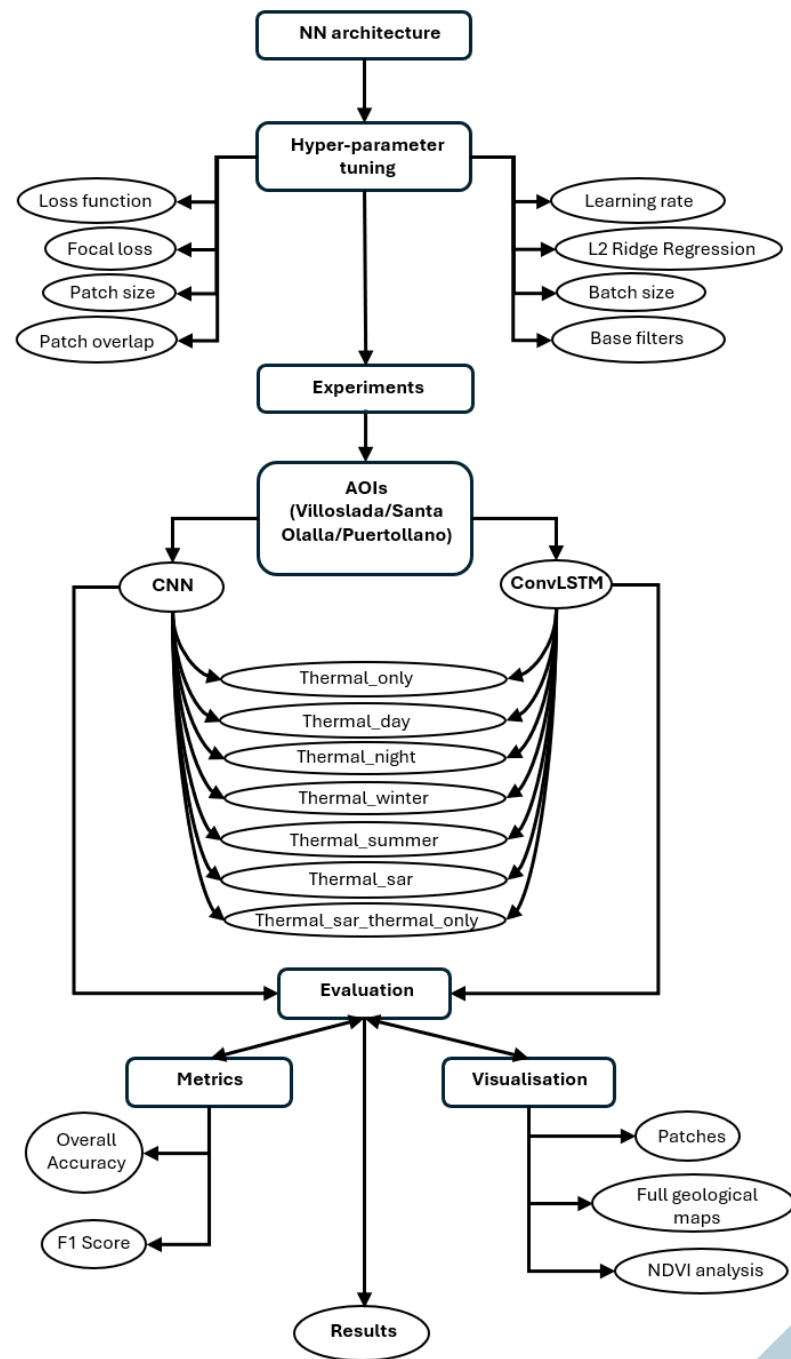 NN architecture
Hyper-parameter
tuning
Loss function
Focal loss
Patch size
Patch overlap
Learning rate
L2 Ridge Regression
Batch size
Base filters
Experiments
AOIs
(Villoslada/Santa
Olalla/Puertollano)
CNN
ConvLSTM
Thermal_only
Thermal_day
Thermal_night
Thermal_winter
Thermal_summer
Thermal_sar
Thermal_sar_thermal_only
Evaluation
Metrics
Visualisation
Overall
Accuracy
F1 Score
Patches
Full geological
maps
NDVI analysis
Results